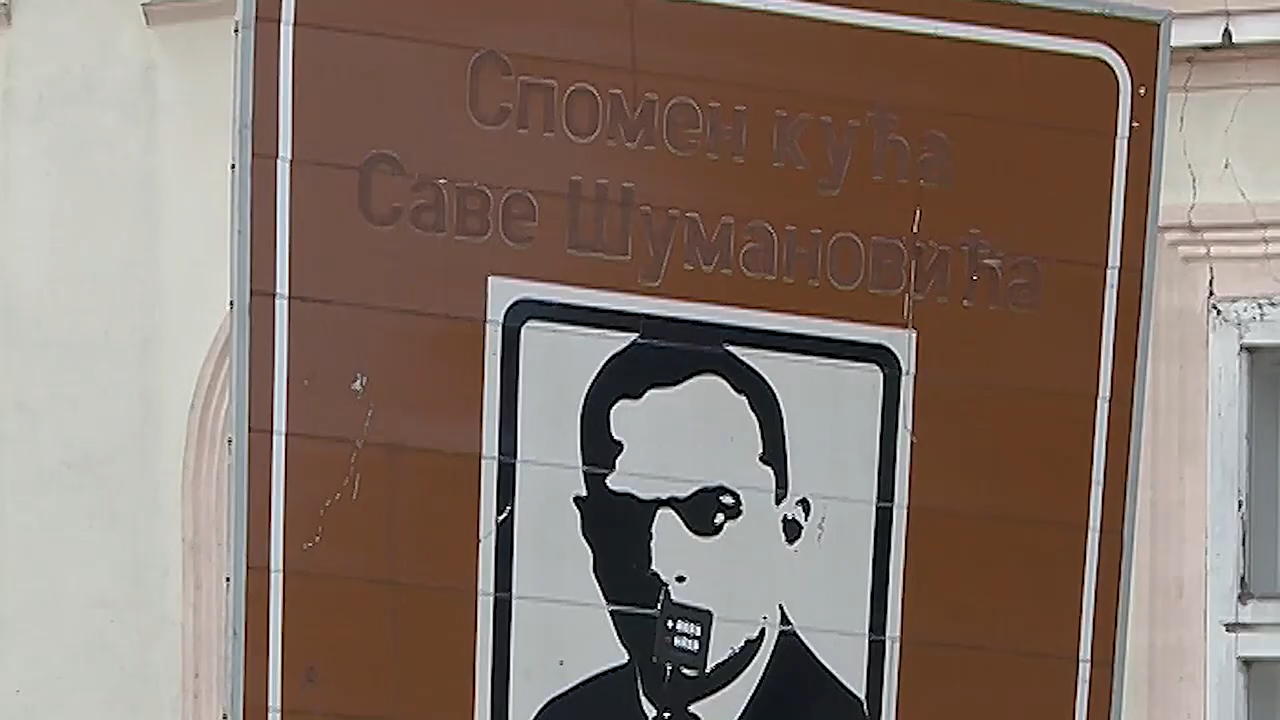 Спомен кућа
Саве Шумановића